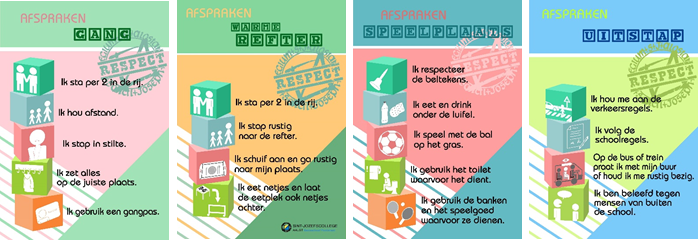 AFSPRAKEN
GANG
RESPECT
Ik sta per 2 in de rij.
Ik hou afstand.
Ik stap in stilte.
Ik zet alles
op de juiste plaats.
Ik gebruik een gangpas.
AFSPRAKEN
WARME
REFTER
RESPECT
Ik sta per 2 in de rij.
Ik stap rustig
naar de refter.
Ik schuif aan en ga rustig
naar mijn plaats.
Ik eet netjes en laat
de eetplek ook netjes
achter.
SINT-JOZEFSCOLLEGE
AALST
AFSPRAKEN
SPEELPLAATS
RESPECT
Ik respecteer
de beltekens.
Ik eet en drink
onder de luifel.
Ik speel met de bal
op het gras.
Ik gebruik het toilet
waarvoor het dient.
Ik gebruik de banken
en het speelgoed
waarvoor ze dienen.
AFSPRAKEN
UITSTAP
RESPECT
Ik hou me aan de
verkeersregels.
Ik volg de
schoolregels.
Op de bus of trein
praat ik met mijn buur
of houd ik me rustig bezig.
Ik ben beleefd tegen
mensen van buiten
de school.